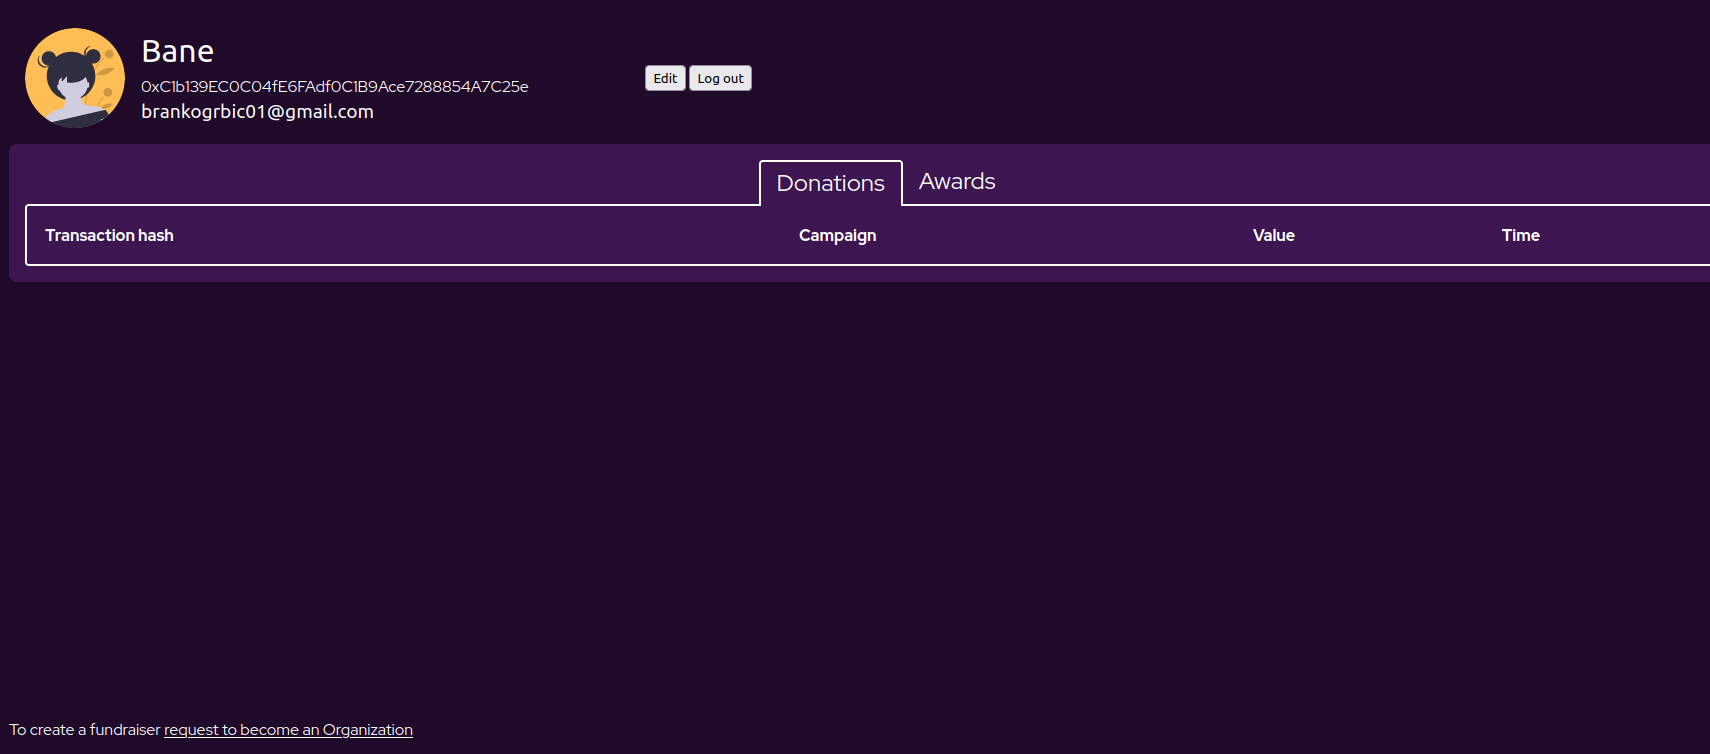 Bane
0xC1b139EC0C04fE6FAdf0C1B9Ace7288854A7C25e
brankogrbic01@gmail.com
Edit Log out
Donations Awards
Transaction hash Campaign Value Time
To create a fundraiser request to become an Organization